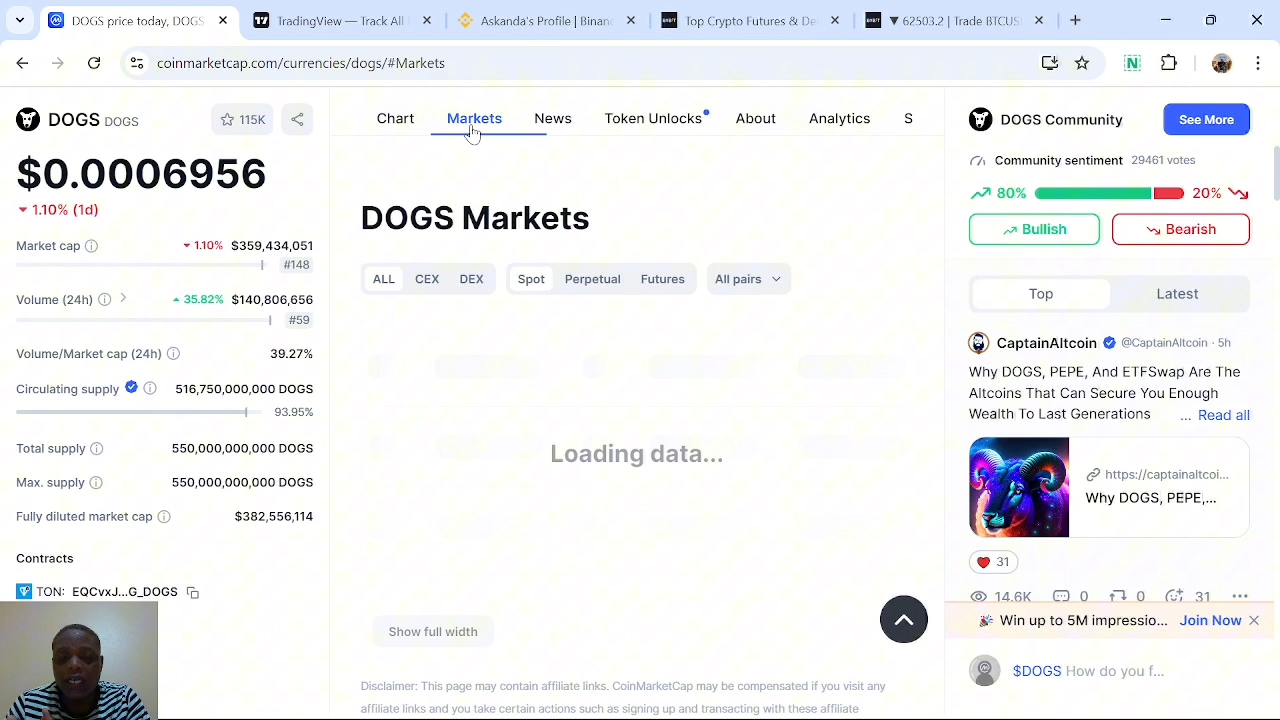 DOGS price today, DOGS
TradingView — Track All
Askanda's Profile | Binanc
Top Crypto Futures & De
▼ 62503.2 | Trade BTCUS
coinmarketcap.com/currencies/dogs/#Markets
DOGS DOGS
115K
$0.0006956
1.10% (1d)
Market cap 1.10% $359,434,051
#148
Volume (24h) 35.82% $140,806,656
#59
Volume/Market cap (24h) 39.27%
Circulating supply 516,750,000,000 DOGS
93.95%
Total supply 550,000,000,000 DOGS
Max. supply 550,000,000,000 DOGS
Fully diluted market cap $382,556,114
Contracts
TON: EQCvxJ...G_DOGS
Chart Markets News Token Unlocks About Analytics S
DOGS Markets
ALL CEX DEX Spot Perpetual Futures All pairs
Loading data...
Show full width
Disclaimer: This page may contain affiliate links. CoinMarketCap may be compensated if you visit any
affiliate links and you take certain actions such as signing up and transacting with these affiliate
DOGS Community See More
Community sentiment 29461 votes
80% 20%
Bullish Bearish
Top Latest
CaptainAltcoin @CaptainAltcoin · 5h
Why DOGS, PEPE, And ETFSwap Are The
Altcoins That Can Secure You Enough
Wealth To Last Generations ... Read all
https://captainaltcoi...
Why DOGS, PEPE,...
31
14.6K 0 0 31
Win up to 5M impressio... Join Now
$DOGS How do you f...